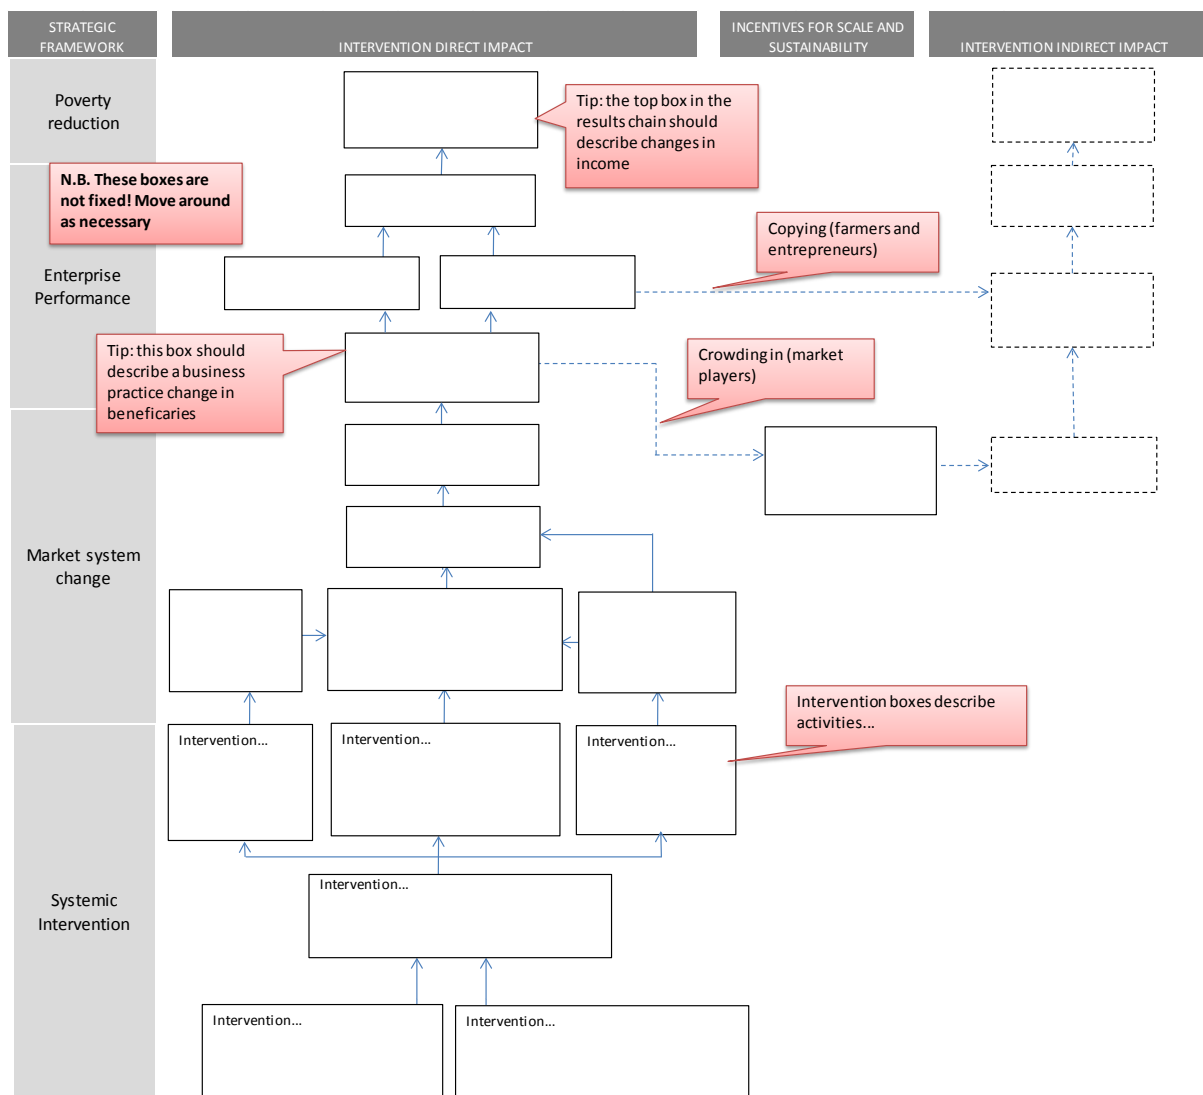 STRATEGIC
FRAMEWORK
INTERVENTION DIRECT IMPACT
INCENTIVES FOR SCALE AND
SUSTAINABILITY
INTERVENTION INDIRECT IMPACT
Poverty
reduction
Tip: the top box in the
results chain should
describe changes in
income
N.B. These boxes are
not fixed! Move around
as necessary
Copying (farmers and
entrepreneurs)
Enterprise
Performance
Tip: this box should
describe a business
practice change in
beneficaries
Crowding in (market
players)
Market system
change
Intervention boxes describe
activities...
Intervention...
Intervention...
Intervention...
Systemic
Intervention
Intervention...
Intervention...
Intervention...